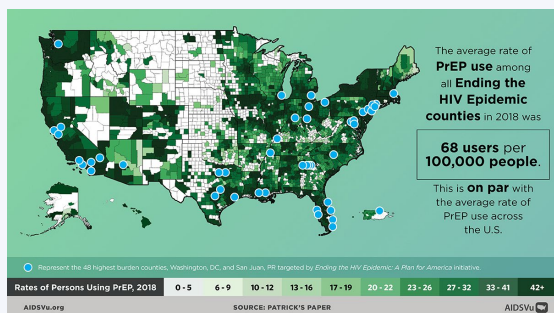 The average rate of
PrEP use among
all Ending the
HIV Epidemic
counties in 2018 was
68 users per
100,000 people.
This is on par with
the average rate of
PrEP use across
the U.S.
Represent the 48 highest burden counties, Washington, DC, and San Juan, PR targeted by Ending the HIV Epidemic: A Plan for America initiative.
Rates of Persons Using PrEP, 2018 0 - 5 6 - 9 10 - 12 13 - 16 17 - 19 20 - 22 23 - 26 27 - 32 33 - 41 42+
AIDSVu.org SOURCE: PATRICK'S PAPER AIDSVu